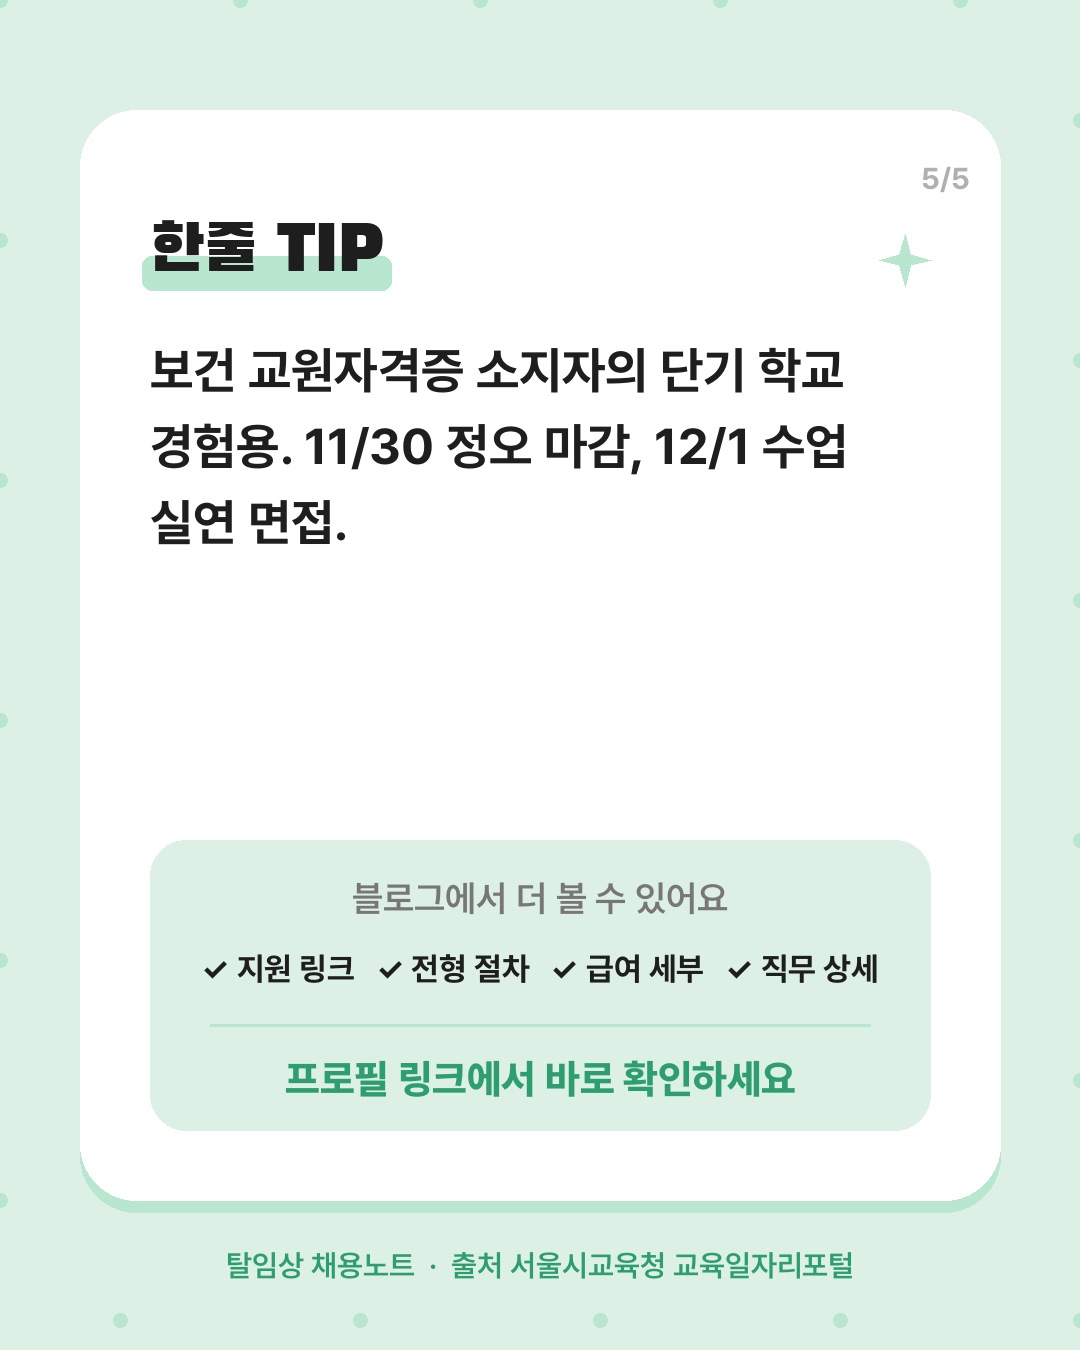 5/5
한줄 TIP
보건 교원자격증 소지자의 단기 학교
경험용. 11/30 정오 마감, 12/1 수업
실연 면접.
블로그에서 더 볼 수 있어요
✓ 지원 링크 ✓ 전형 절차 ✓ 급여 세부 ✓ 직무 상세
프로필 링크에서 바로 확인하세요
탈임상 채용노트 · 출처 서울시교육청 교육일자리포털